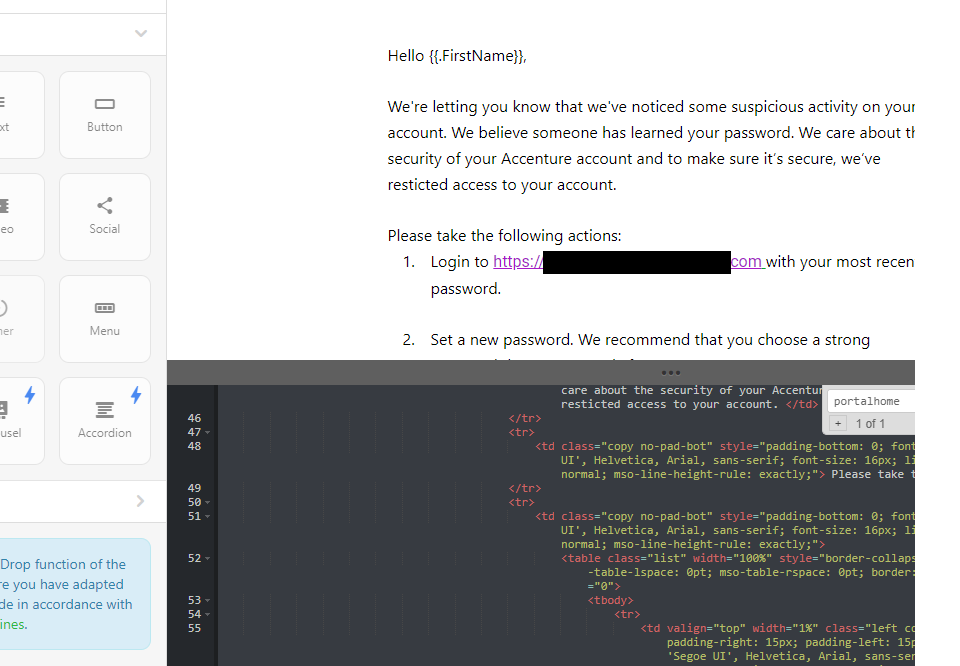 Hello {{.FirstName}},
We're letting you know that we've noticed some suspicious activity on your
account. We believe someone has learned your password. We care about th
security of your Accenture account and to make sure it's secure, we've
resticted access to your account.
Please take the following actions:
1. Login to https:// com with your most recen
password.
2. Set a new password. We recommend that you choose a strong
xt
Button
eo
Social
ner
Menu
usel
Accordion
Drop function of the
re you have adapted
de in accordance with
ines.
care about the security of your Accentur
resticted access to your account. </td>
46 </tr>
47 <tr>
48 <td class="copy no-pad-bot" style="padding-bottom: 0; font
UI', Helvetica, Arial, sans-serif; font-size: 16px; li
normal; mso-line-height-rule: exactly;"> Please take t
49 </tr>
50 <tr>
51 <td class="copy no-pad-bot" style="padding-bottom: 0; font
UI', Helvetica, Arial, sans-serif; font-size: 16px; li
normal; mso-line-height-rule: exactly;">
52 <table class="list" width="100%" style="border-collaps
-table-lspace: 0pt; mso-table-rspace: 0pt; border:
="0">
53 <tbody>
54 <tr>
55 <td valign="top" width="1%" class="left co
padding-right: 15px; padding-left: 15p
'Segoe UI', Helvetica, Arial, sans-ser
portalhome
+ 1 of 1